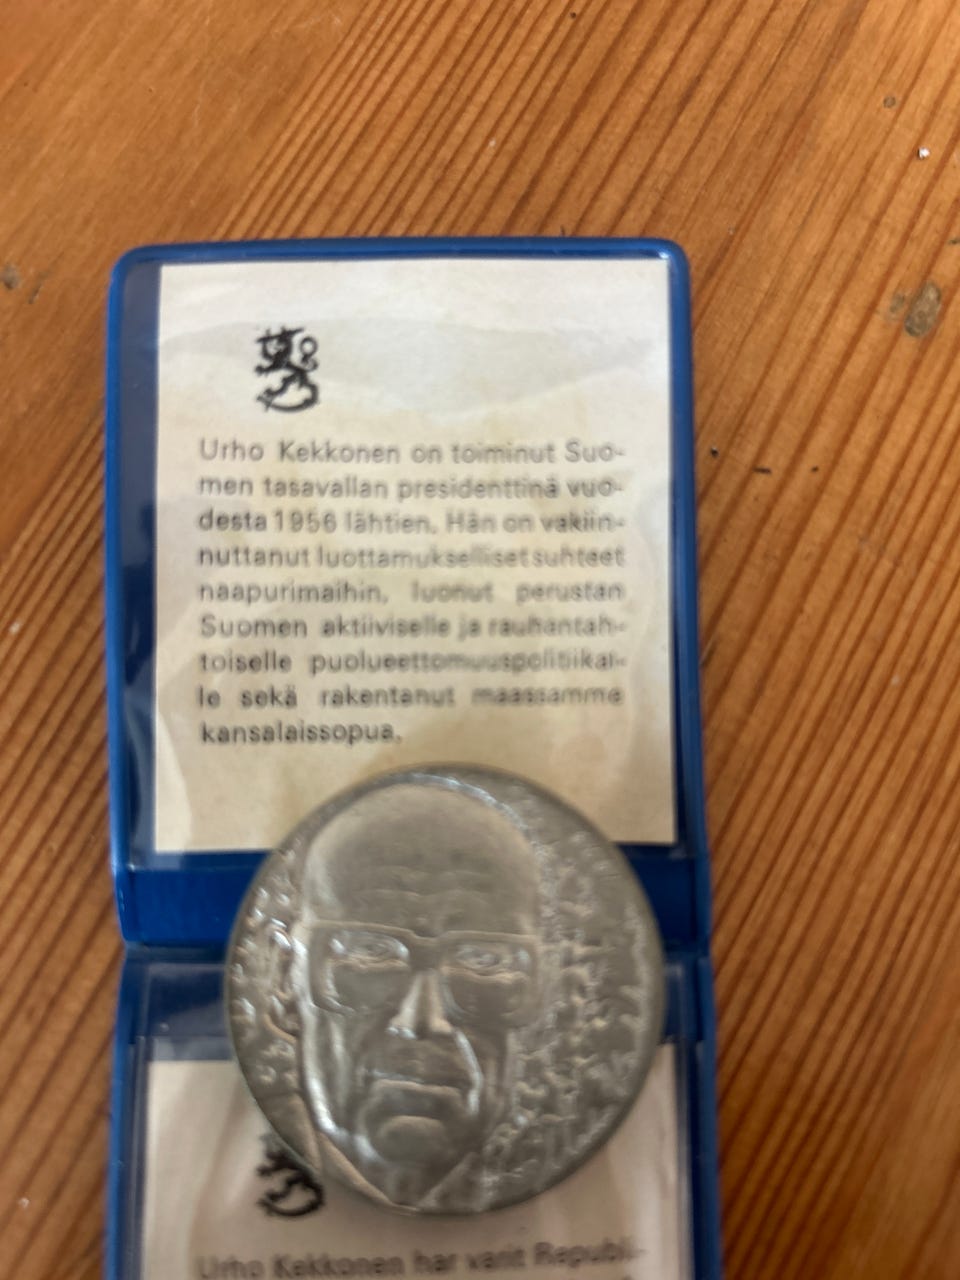 Urho Kekkonen on toiminut Suo-
men tasavallan presidenttinä vuo-
desta 1956 lähtien. Hän on vakiin-
nuttanut luottamukselliset suhteet
naapurimaihin, luonut perustan
Suomen aktiiviselle ja rauhantah-
toiselle puolueettomuuspolitiikal-
le sekä rakentanut maassamme
kansalaissopua.
Urho Kekkonen har varit Republi-